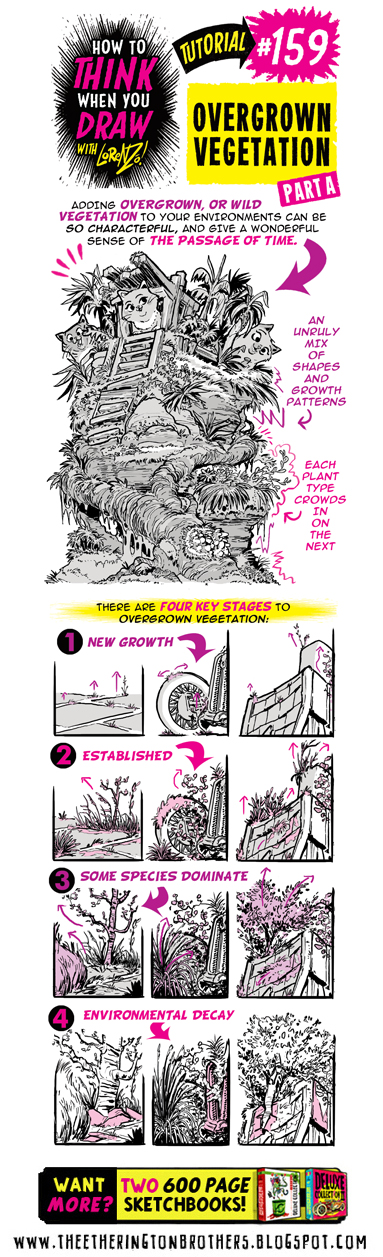 HOW TO
THINK
WHEN YOU
DRAW
WITH LORENZO!
TUTORIAL
#159
OVERGROWN
VEGETATION
PART A
ADDING OVERGROWN, OR WILD
VEGETATION TO YOUR ENVIRONMENTS CAN BE
SO CHARACTERFUL, AND GIVE A WONDERFUL
SENSE OF THE PASSAGE OF TIME.
AN
UNRULY
MIX
OF
SHAPES
AND
GROWTH
PATTERNS
EACH
PLANT
TYPE
CROWDS
IN
ON
THE
NEXT
THERE ARE FOUR KEY STAGES TO
OVERGROWN VEGETATION:
1 NEW GROWTH
2 ESTABLISHED
3 SOME SPECIES DOMINATE
4 ENVIRONMENTAL DECAY
WANT
MORE?
TWO 600 PAGE
SKETCHBOOKS!
DELUXE
COLLECTION
WWW.THEETHERINGTONBROTHERS.BLOGSPOT.COM